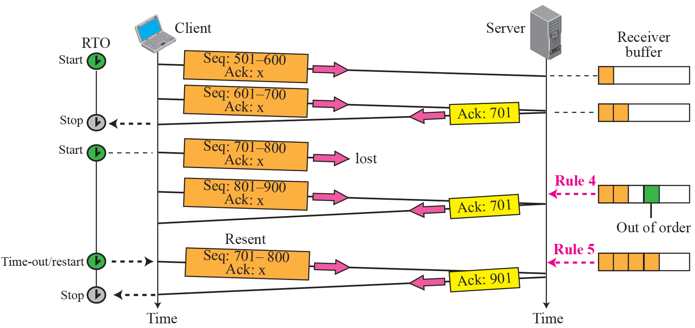 RTO
Client
Server
Receiver
buffer
Start
Seq: 501–600
Ack: x
Seq: 601–700
Ack: x
Ack: 701
Stop
Start
Seq: 701–800
Ack: x
lost
Seq: 801–900
Ack: x
Ack: 701
Rule 4
Out of order
Resent
Time-out/restart
Seq: 701– 800
Ack: x
Rule 5
Ack: 901
Stop
Time
Time